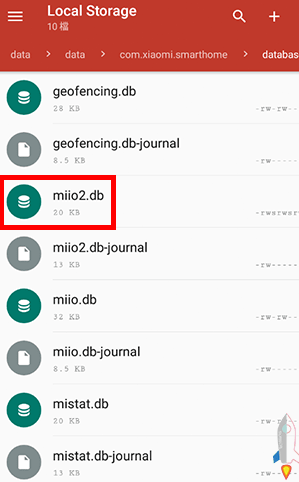 Local Storage
10 檔
data > data > com.xiaomi.smarthome > databas
geofencing.db
28 KB -rw-rw--
geofencing.db-journal
8.5 KB -rw-----
miio2.db
20 KB -rwsrwsr
miio2.db-journal
13 KB -rw-----
miio.db
32 KB -rw-rw--
miio.db-journal
8.5 KB -rw-----
mistat.db
20 KB -rw-rw--
mistat.db-journal
13 KB -rw-----